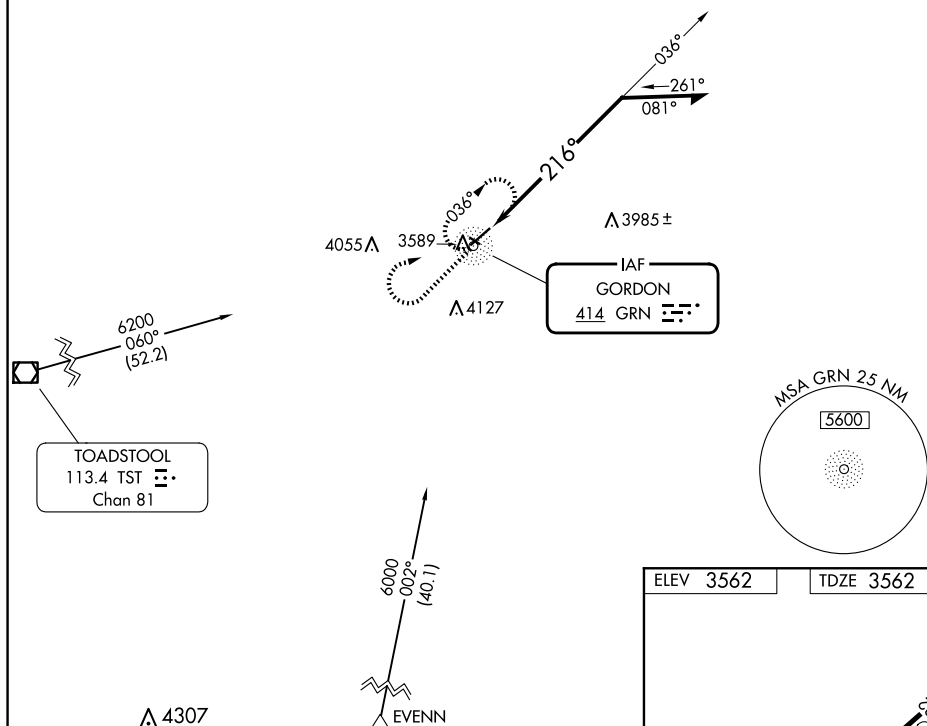 036°
261°
081°
216°
036°
3985±
4055
3589
IAF
GORDON
414 GRN
4127
6200
060°
(52.2)
MSA GRN 25 NM
5600
TOADSTOOL
113.4 TST
Chan 81
6000
002°
(40.1)
ELEV 3562
TDZE 3562
4307
EVENN